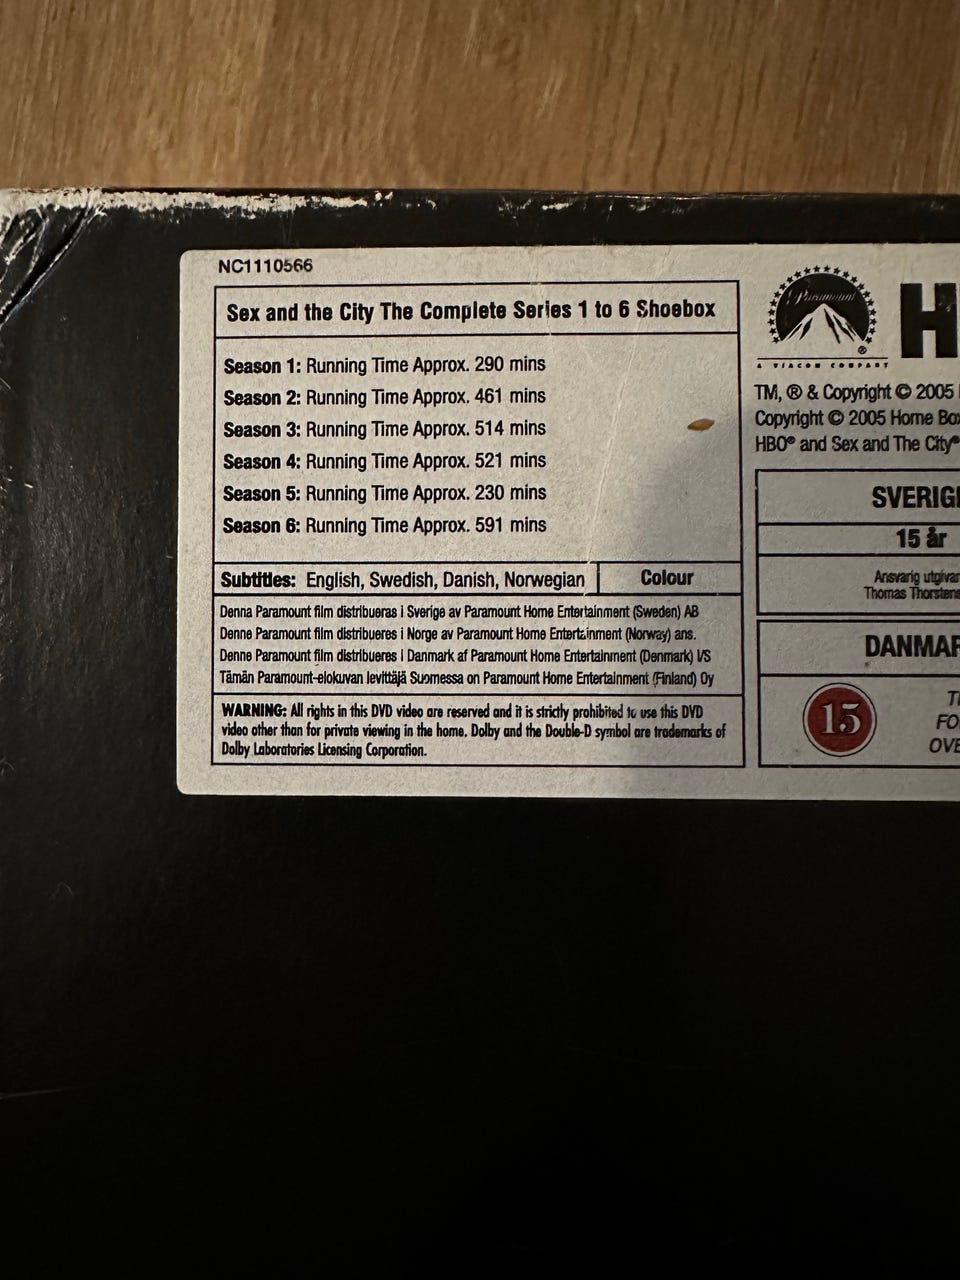 NC1110566
Sex and the City The Complete Series 1 to 6 Shoebox
Season 1: Running Time Approx. 290 mins
Season 2: Running Time Approx. 461 mins
Season 3: Running Time Approx. 514 mins
Season 4: Running Time Approx. 521 mins
Season 5: Running Time Approx. 230 mins
Season 6: Running Time Approx. 591 mins
Subtitles: English, Swedish, Danish, Norwegian
Colour
Denna Paramount film distribueras i Sverige av Paramount Home Entertainment (Sweden) AB
Denne Paramount film distribueres i Norge av Paramount Home Entertainment (Norway) ans.
Denne Paramount film distribueres i Danmark af Paramount Home Entertainment (Denmark) I/S
Tämän Paramount-elokuvan levittäjä Suomessa on Paramount Home Entertainment (Finland) Oy
WARNING: All rights in this DVD video are reserved and it is strictly prohibited to use this DVD
video other than for private viewing in the home. Dolby and the Double-D symbol are trademarks of
Dolby Laboratories Licensing Corporation.
Paramount
®
A VIACOM COMPANY
H
TM, ® & Copyright © 2005
Copyright © 2005 Home Bo
HBO® and Sex and The City®
SVERIG
15 år
Ansvarig utgivar
Thomas Thorstens
DANMAR
15
T
FO
OVE